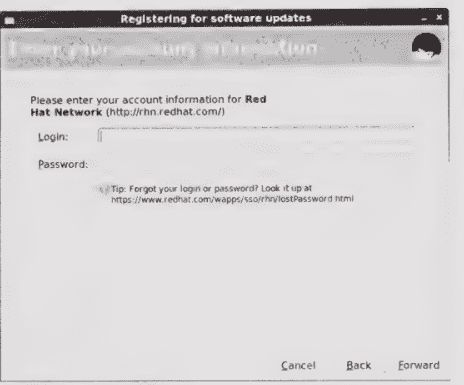 Registering for software updates
Please enter your account information for Red
Hat Network (http://rhn.redhat.com/)
Login:
Password:
Tip: Forgot your login or password? Look it up at
https://www.redhat.com/wapps/sso/rhn/lostPassword html
Cancel Back Forward